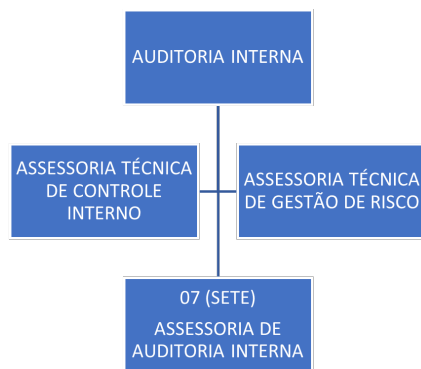 AUDITORIA INTERNA
ASSESSORIA TÉCNICA
DE CONTROLE
INTERNO
ASSESSORIA TÉCNICA
DE GESTÃO DE RISCO
07 (SETE)
ASSESSORIA DE
AUDITORIA INTERNA